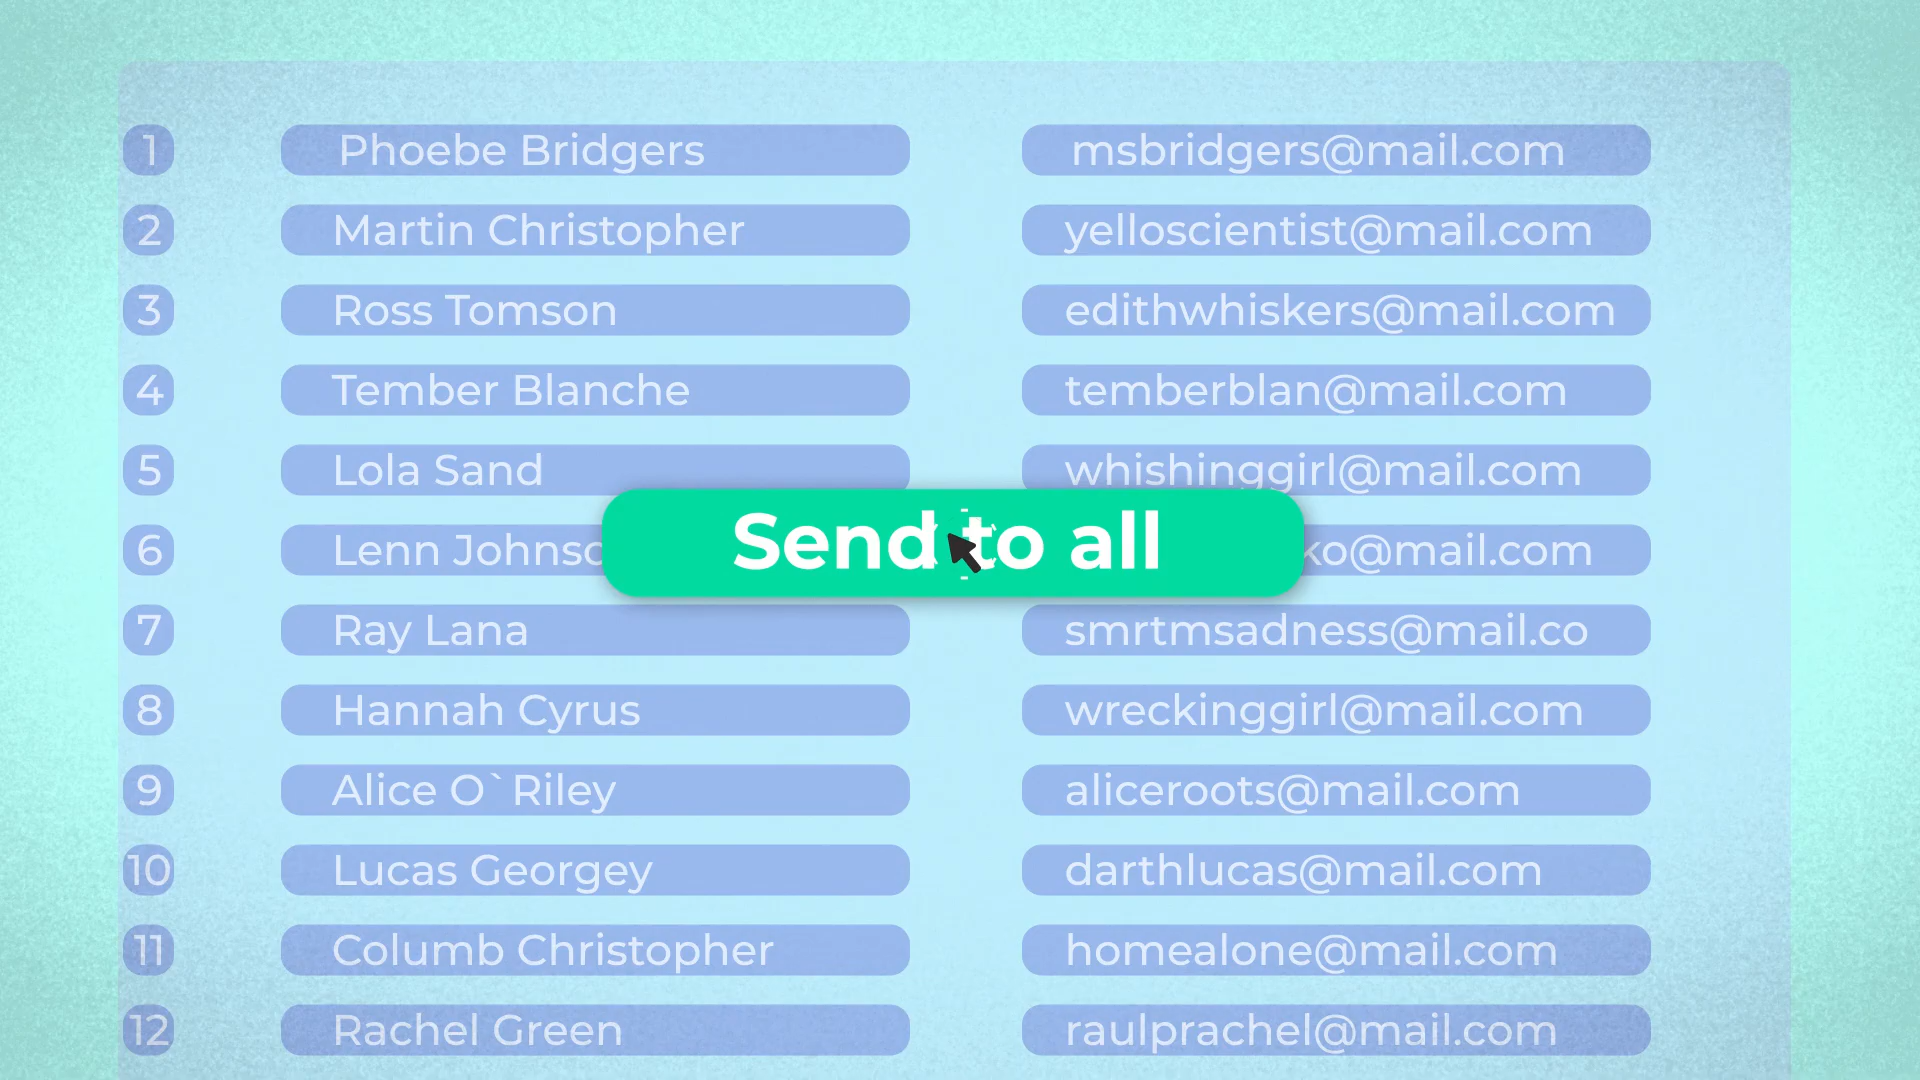 1 Phoebe Bridgers msbridgers@mail.com
2 Martin Christopher yelloscientist@mail.com
3 Ross Tomson edithwhiskers@mail.com
4 Tember Blanche temberblan@mail.com
5 Lola Sand whishinggirl@mail.com
6 Lenn ko@mail.com
Send to all
7 Ray Lana smrtmsadness@mail.co
8 Hannah Cyrus wreckinggirl@mail.com
9 Alice O`Riley aliceroots@mail.com
10 Lucas Georgey darthlucas@mail.com
11 Columb Christopher homealone@mail.com
12 Rachel Green raulprachel@mail.com